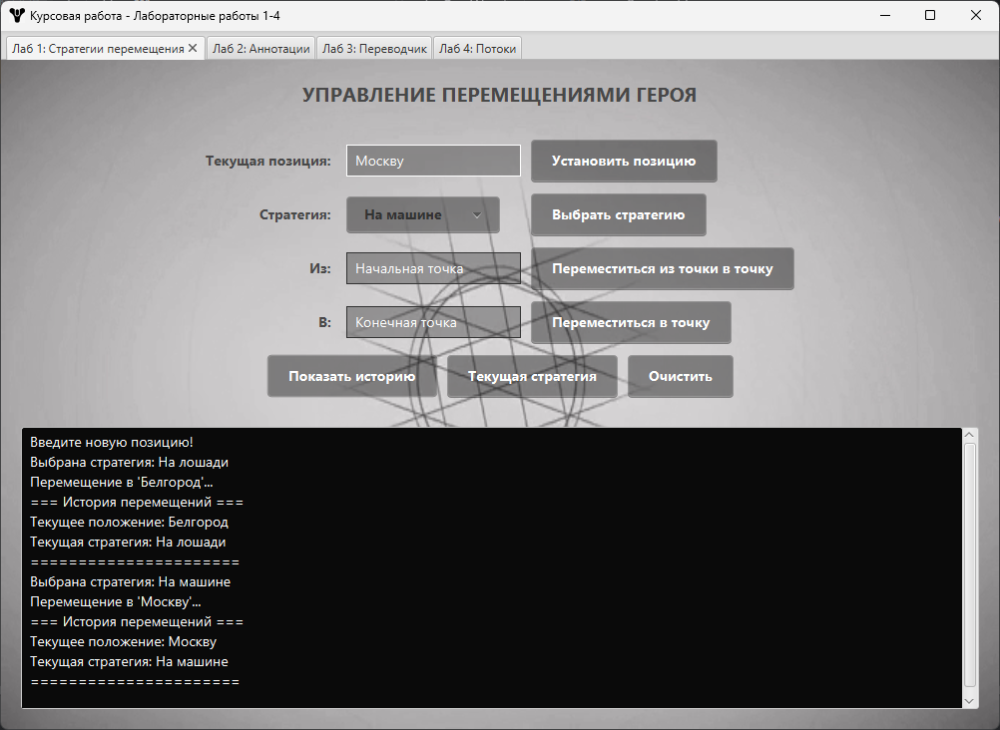 Курсовая работа - Лабораторные работы 1-4
Лаб 1: Стратегии перемещения Лаб 2: Аннотации Лаб 3: Переводчик Лаб 4: Потоки
УПРАВЛЕНИЕ ПЕРЕМЕЩЕНИЯМИ ГЕРОЯ
Текущая позиция: Москву Установить позицию
Стратегия: На машине Выбрать стратегию
Из: Начальная точка Переместиться из точки в точку
В: Конечная точка Переместиться в точку
Показать историю Текущая стратегия Очистить
Введите новую позицию!
Выбрана стратегия: На лошади
Перемещение в 'Белгород'...
=== История перемещений ===
Текущее положение: Белгород
Текущая стратегия: На лошади
======================
Выбрана стратегия: На машине
Перемещение в 'Москву'...
=== История перемещений ===
Текущее положение: Москву
Текущая стратегия: На машине
======================